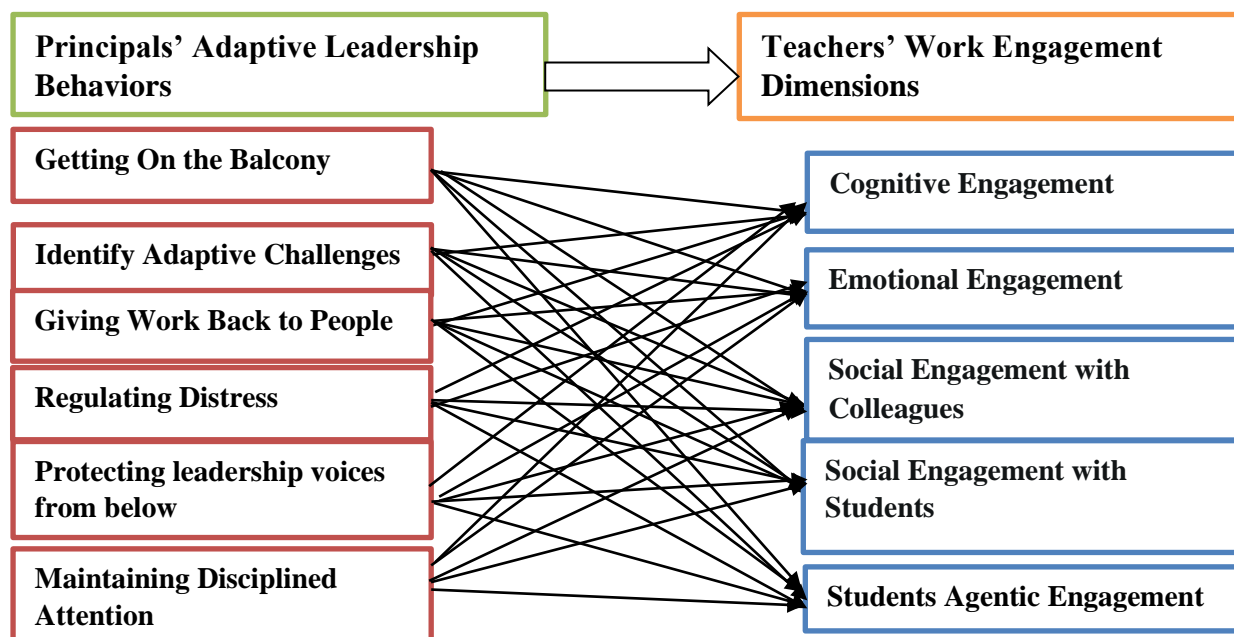 Principals’ Adaptive Leadership
Behaviors
Teachers’ Work Engagement
Dimensions
Getting On the Balcony
Identify Adaptive Challenges
Giving Work Back to People
Regulating Distress
Protecting leadership voices
from below
Maintaining Disciplined
Attention
Cognitive Engagement
Emotional Engagement
Social Engagement with
Colleagues
Social Engagement with
Students
Students Agentic Engagement